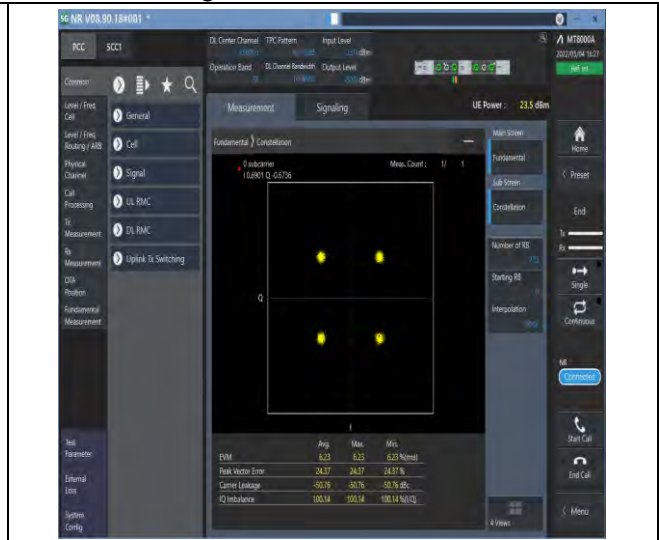 5G NR V03.90.18#001 *
PCC
SCC1
DL Center Channel
TPC Pattern
Input Level
dBm
Operation Band
DL Channel Bandwidth
Output Level
dBm
MT8000A
2022/05/04 16:27
Common
Level / Freq.
Cell
Level / Freq.
Routing / ARB
Physical
Channel
Call
Processing
Tx
Measurement
Rx
Measurement
OTA
Position
Fundamental
Measurement
Test
Parameter
External
Loss
System
Config
General
Cell
Signal
UL RMC
DL RMC
Uplink Tx Switching
Measurement
Signaling
UE Power : 23.5 dBm
Fundamental
Constellation
0 subcarrier
I 0.6901 Q -0.6736
Meas. Count : 1/ 1
Q
I
Avg. Max. Min.
EVM 6.23 6.23 6.23 %(rms)
Peak Vector Error 24.37 24.37 24.37 %
Carrier Leakage -50.76 -50.76 -50.76 dBc
IQ Imbalance 100.14 100.14 100.14 %(I/Q)
Main Screen
Fundamental
Sub Screen
Constellation
Number of RB
Starting RB
Interpolation
4 Views
Home
Preset
End
Tx
Rx
Single
Continuous
NR
Connected
Start Call
End Call
Menu